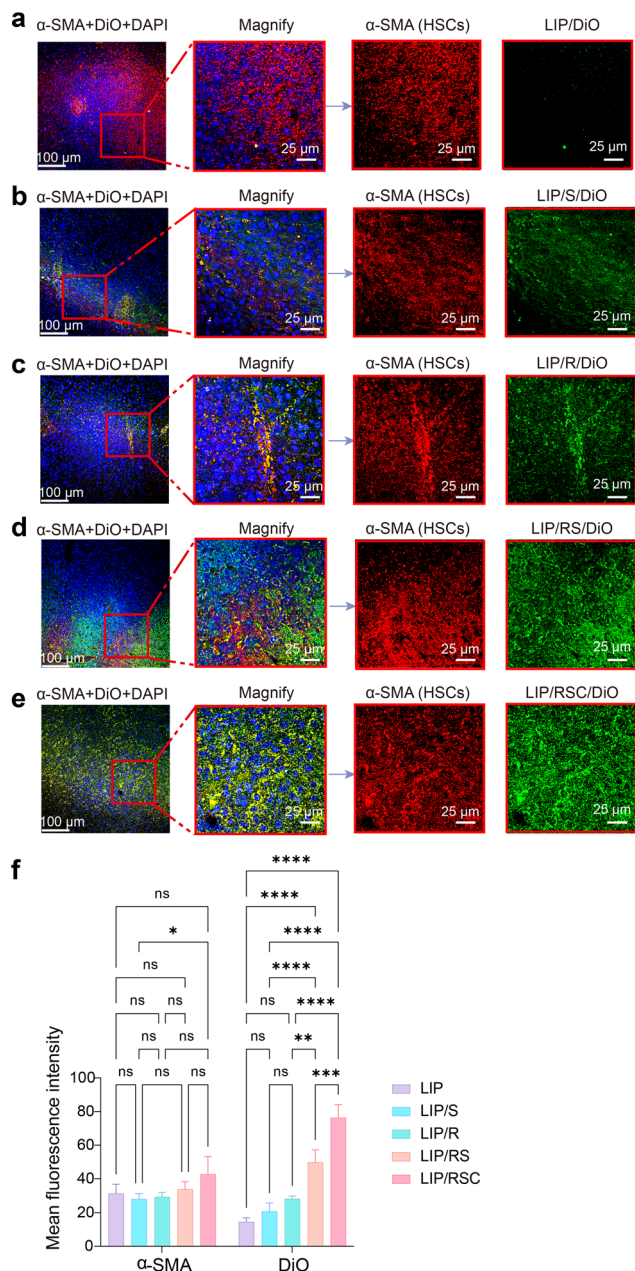 a
α-SMA+DiO+DAPI Magnify α-SMA (HSCs) LIP/DiO
100 μm 25 μm 25 μm 25 μm
b
α-SMA+DiO+DAPI Magnify α-SMA (HSCs) LIP/S/DiO
100 μm 25 μm 25 μm 25 μm
c
α-SMA+DiO+DAPI Magnify α-SMA (HSCs) LIP/R/DiO
100 μm 25 μm 25 μm 25 μm
d
α-SMA+DiO+DAPI Magnify α-SMA (HSCs) LIP/RS/DiO
100 μm 25 μm 25 μm 25 μm
e
α-SMA+DiO+DAPI Magnify α-SMA (HSCs) LIP/RSC/DiO
100 μm 25 μm 25 μm 25 μm
f
****
ns ****
* ****
ns ****
ns ns ns ****
ns ns ns **
ns ns ns ns ns ***
Mean fluorescence intensity
100
80
60
40
20
0
α-SMA DiO
LIP
LIP/S
LIP/R
LIP/RS
LIP/RSC